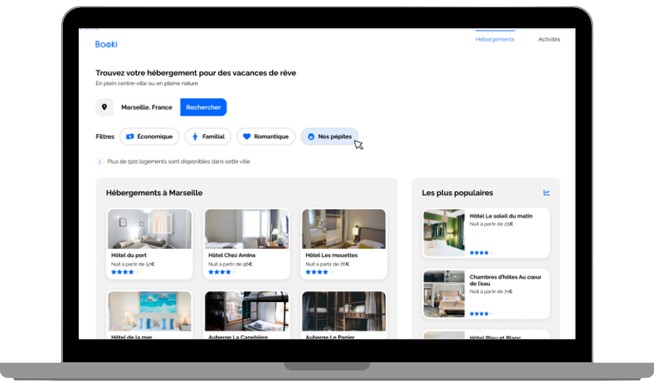 Booki
Hébergements
Activités
Trouvez votre hébergement pour des vacances de rêve
En plein centre-ville ou en pleine nature
Marseille, France
Rechercher
Filtres
Économique
Familial
Romantique
Nos pépites
Plus de 500 logements sont disponibles dans cette ville
Hébergements à Marseille
Hôtel du port
Nuit à partir de 52€
Hôtel Chez Amina
Nuit à partir de 96€
Hôtel Les mouettes
Nuit à partir de 76€
Hôtel de la mer
Auberge La Canebière
Auberge Le Panier
Les plus populaires
Hôtel Le soleil du matin
Nuit à partir de 25€
Chambres d'hôtes Au cœur
de l'eau
Nuit à partir de 71€
Hôtel Bleu et Blanc